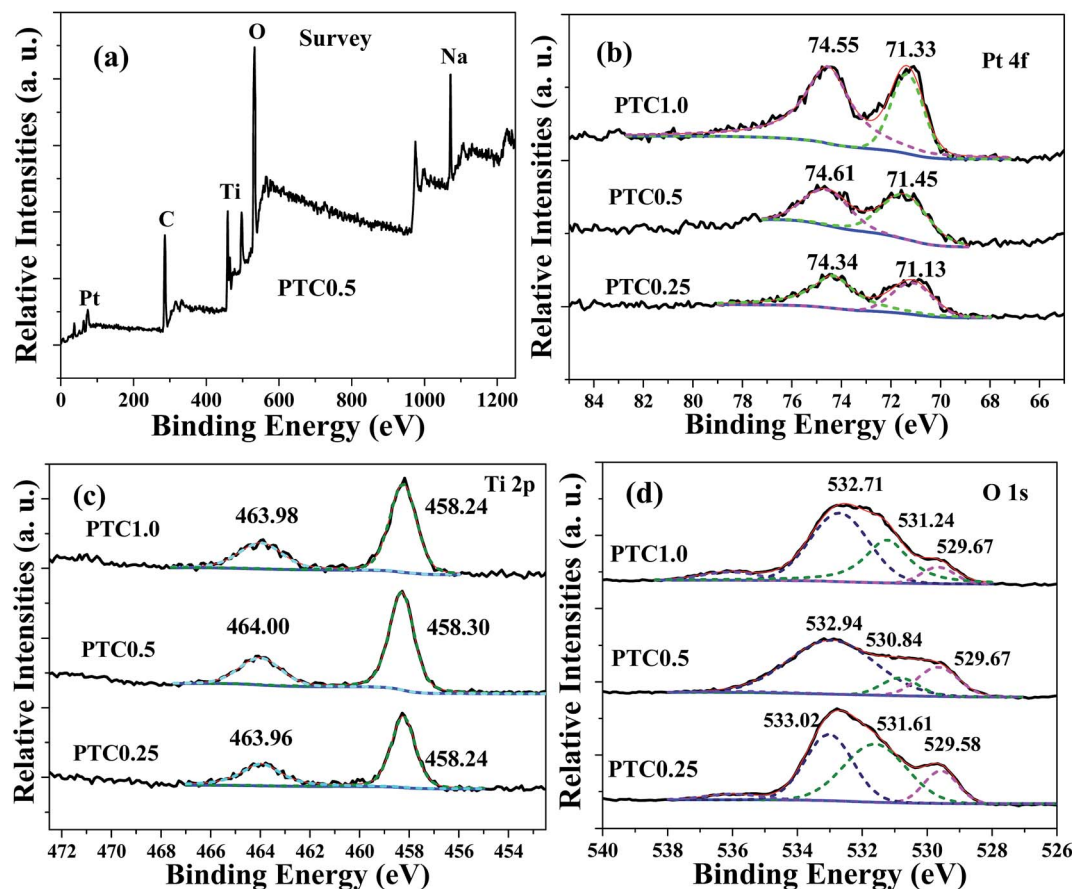 (a)
Survey
O
Na
C
Ti
Pt
PTC0.5
Relative Intensities (a. u.)
0 200 400 600 800 1000 1200
Binding Energy (eV)
(b)
Pt 4f
74.55 71.33
PTC1.0
74.61 71.45
PTC0.5
74.34 71.13
PTC0.25
Relative Intensities (a. u.)
84 82 80 78 76 74 72 70 68 66
Binding Energy (eV)
(c)
Ti 2p
PTC1.0
463.98
458.24
PTC0.5
464.00
458.30
PTC0.25
463.96
458.24
Relative Intensities (a. u.)
472 470 468 466 464 462 460 458 456 454
Binding Energy (eV)
(d)
O 1s
532.71
531.24
529.67
PTC1.0
532.94
530.84
529.67
PTC0.5
533.02
531.61
529.58
PTC0.25
Relative Intensities (a. u.)
540 538 536 534 532 530 528 526
Binding Energy (eV)